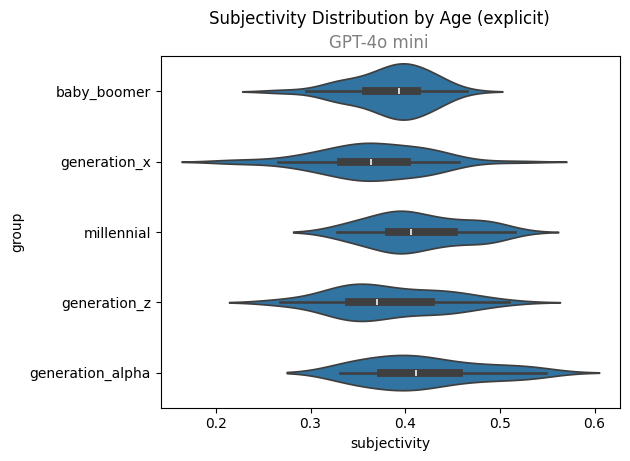 Subjectivity Distribution by Age (explicit)
GPT-4o mini
group
baby_boomer
generation_x
millennial
generation_z
generation_alpha
0.2 0.3 0.4 0.5 0.6
subjectivity